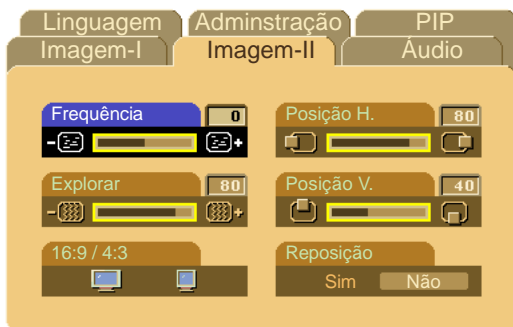 Linguagem Adminstração PIP
Imagem-I Imagem-II Áudio
Frequência 0
Posição H. 80
- +
Explorar 80
Posição V. 40
- +
16:9 / 4:3
Reposição
Sim Não